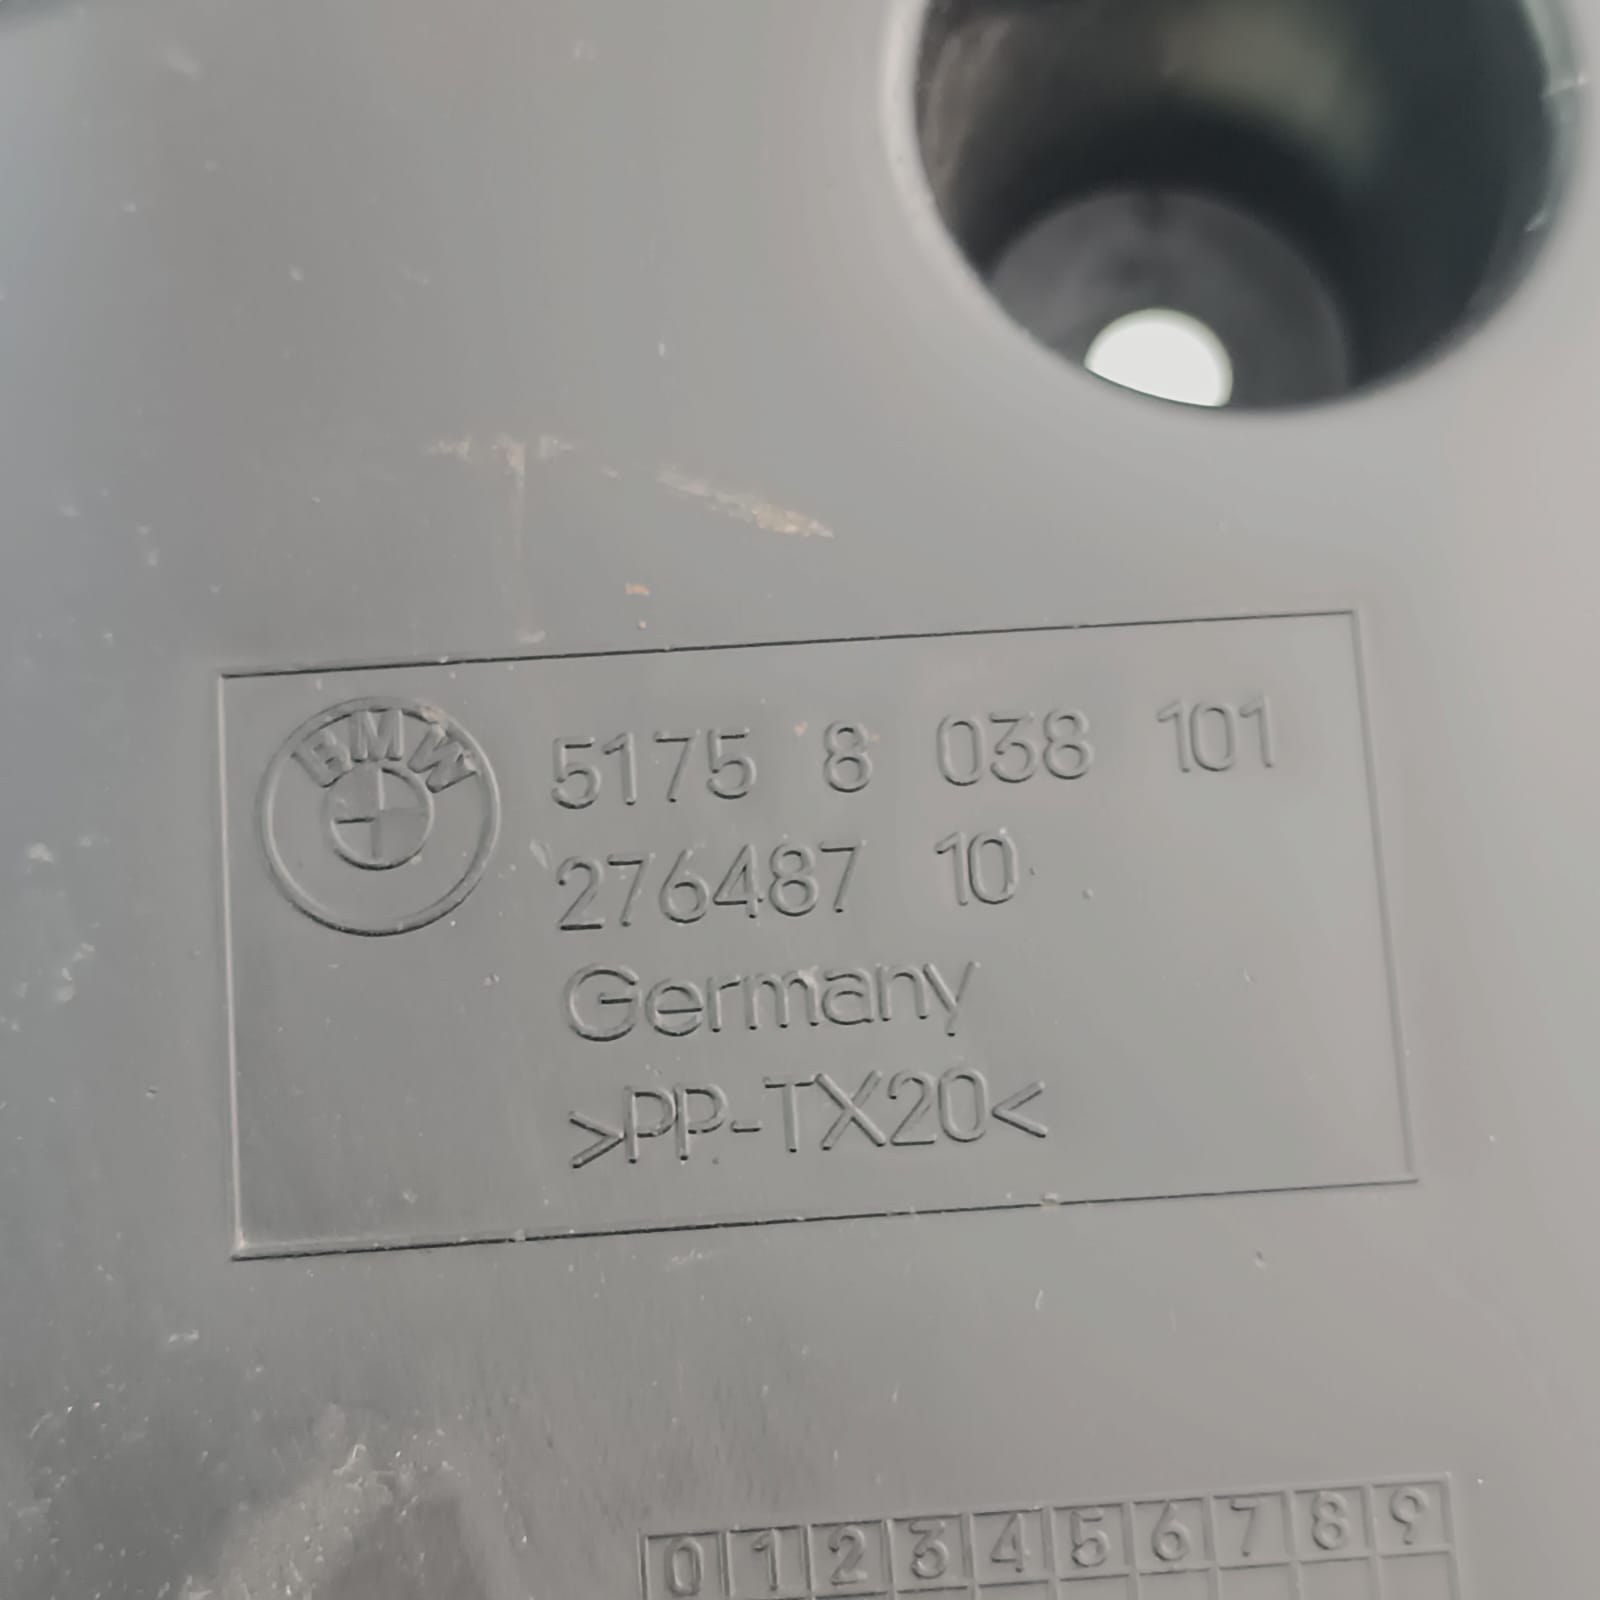 BMW
5175 8 038 101
276487 10
Germany
>PP-TX20<
0 1 2 3 4 5 6 7 8 9